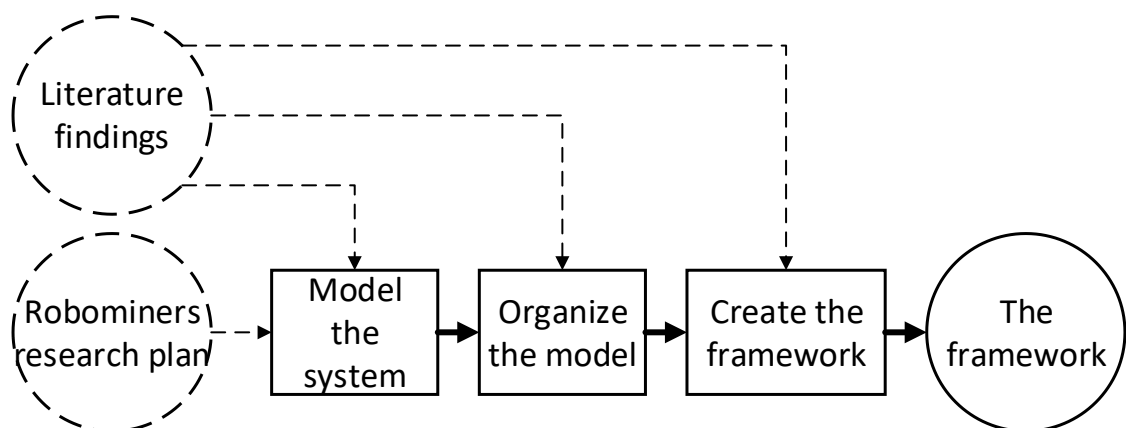 Literature
findings
Robominers
research plan
Model
the
system
Organize
the model
Create the
framework
The
framework